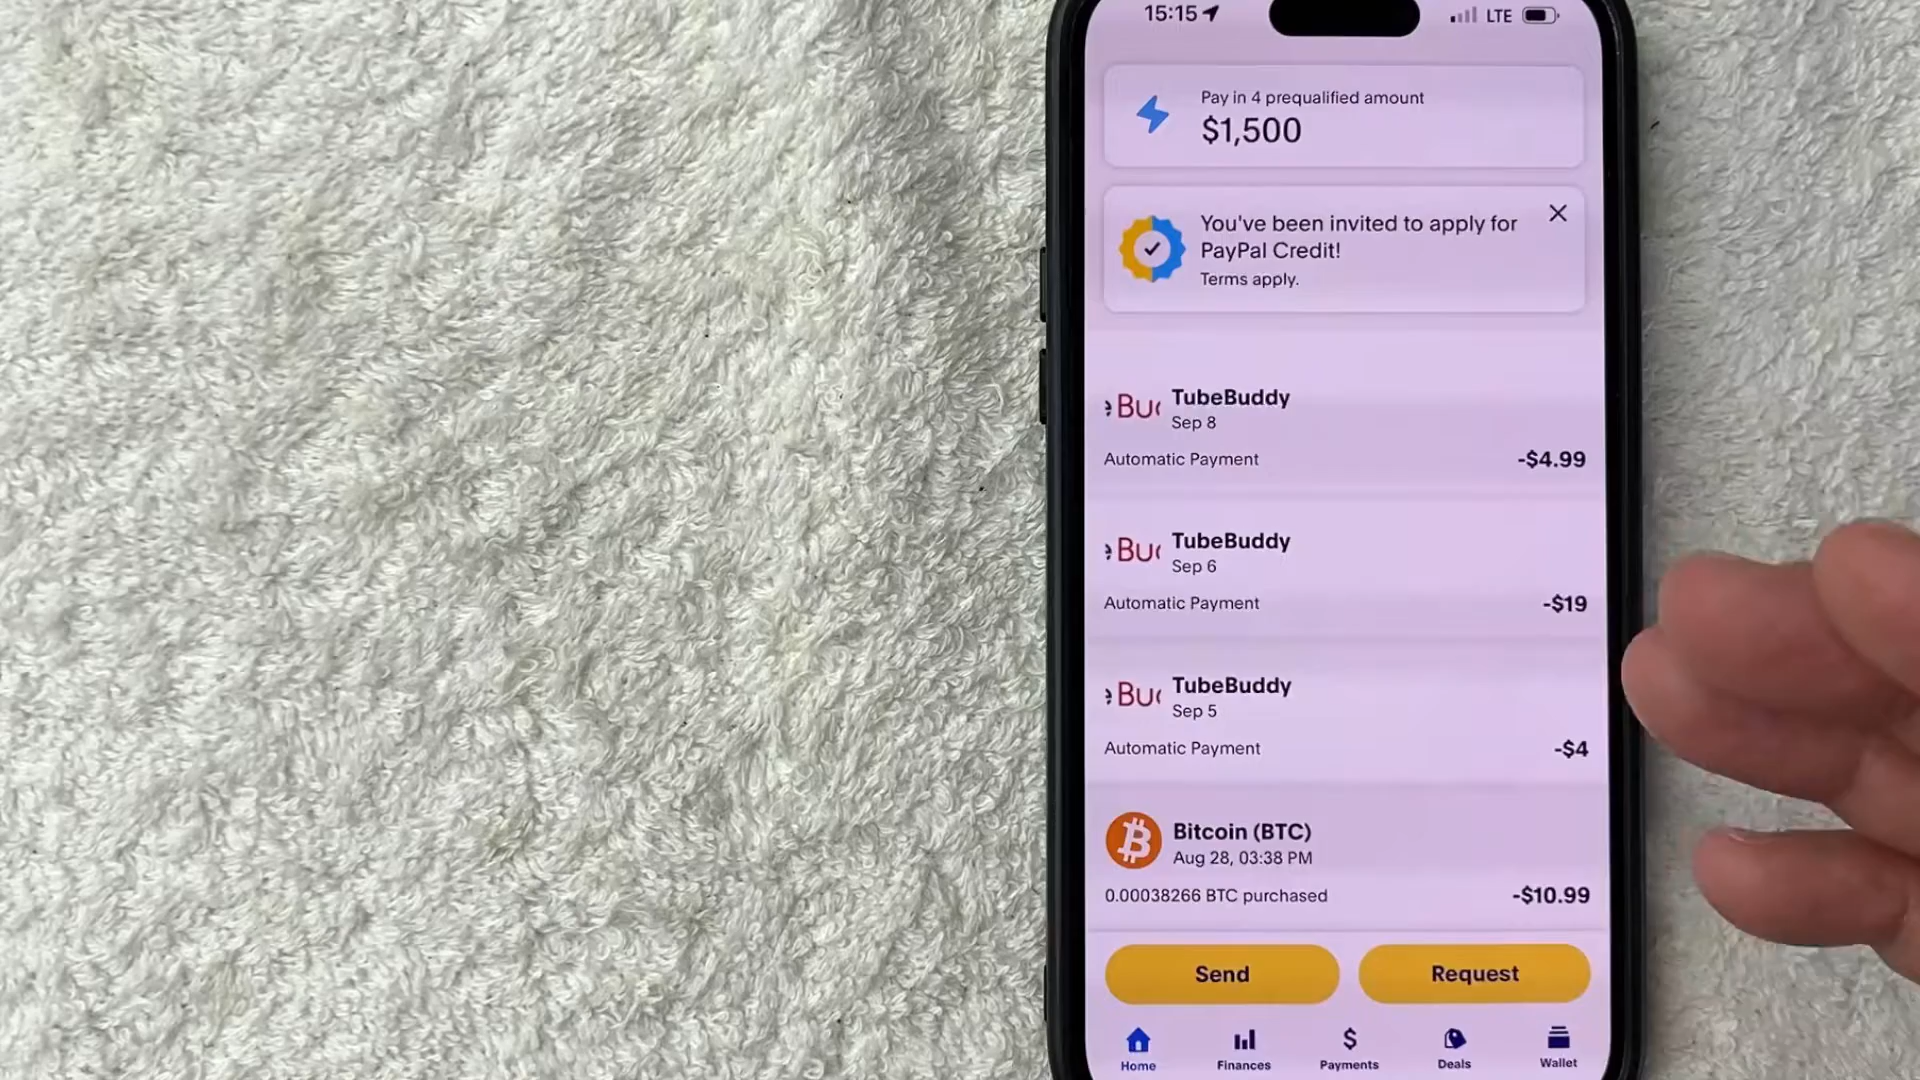 15:15 LTE
Pay in 4 prequalified amount
$1,500
You've been invited to apply for
PayPal Credit!
Terms apply.
Buc TubeBuddy
Sep 8
Automatic Payment -$4.99
Buc TubeBuddy
Sep 6
Automatic Payment -$19
Buc TubeBuddy
Sep 5
Automatic Payment -$4
Bitcoin (BTC)
Aug 28, 03:38 PM
0.00038266 BTC purchased -$10.99
Send Request
Home Finances Payments Deals Wallet